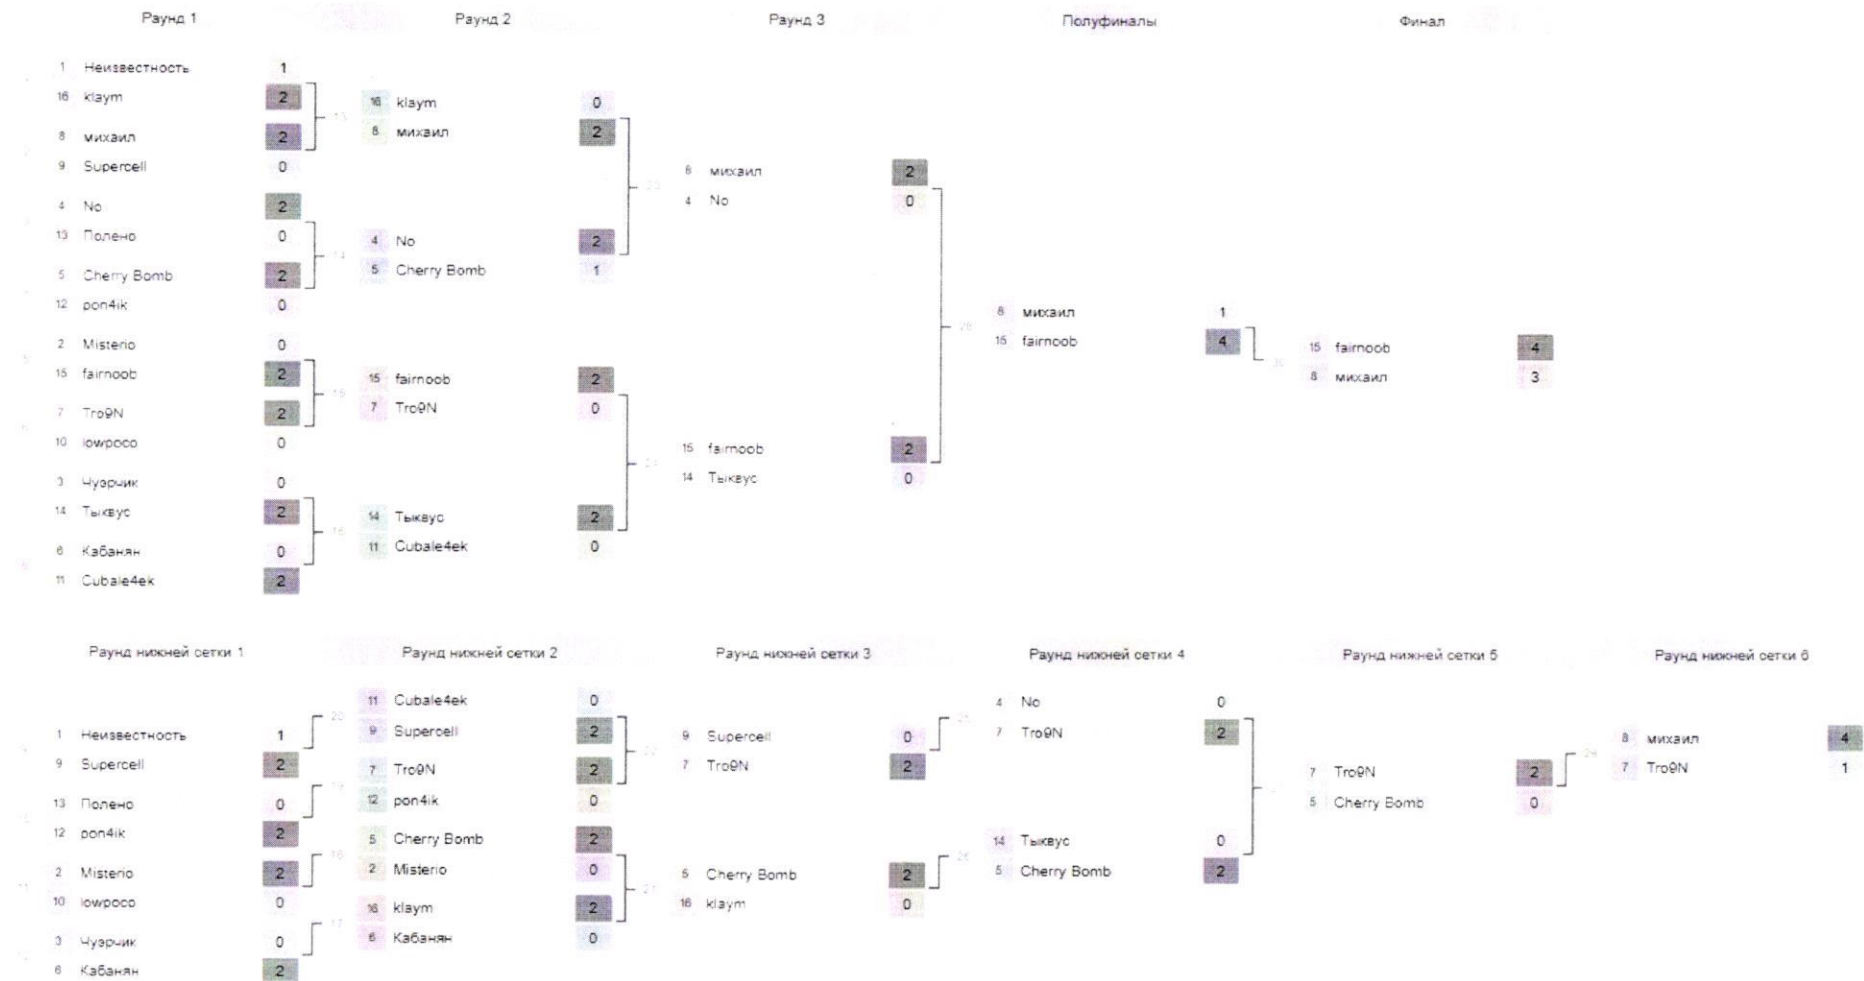 Раунд 1 Раунд 2 Раунд 3 Полуфиналы Финал
1 Неизвестность 1
16 klaym 2
8 михаил 2
9 Supercell 0
4 No 2
13 Полено 0
5 Cherry Bomb 2
12 pon4ik 0
2 Misterio 0
15 fairnoob 2
7 Tro9N 2
10 lowpoco 0
3 Чуэрчик 0
14 Тыквус 2
6 Кабанян 0
11 Cubale4ek 2
16 klaym 0
8 михаил 2
4 No 2
5 Cherry Bomb 1
15 fairnoob 2
7 Tro9N 0
14 Тыквус 2
11 Cubale4ek 0
8 михаил 2
4 No 0
15 fairnoob 2
14 Тыквус 0
8 михаил 1
15 fairnoob 4
15 fairnoob 4
8 михаил 3
Раунд нижней сетки 1 Раунд нижней сетки 2 Раунд нижней сетки 3 Раунд нижней сетки 4 Раунд нижней сетки 5 Раунд нижней сетки 6
1 Неизвестность 1
9 Supercell 2
13 Полено 0
12 pon4ik 2
2 Misterio 2
10 lowpoco 0
3 Чуэрчик 0
6 Кабанян 2
11 Cubale4ek 0
9 Supercell 2
7 Tro9N 2
12 pon4ik 0
5 Cherry Bomb 2
2 Misterio 0
16 klaym 2
6 Кабанян 0
9 Supercell 0
7 Tro9N 2
5 Cherry Bomb 2
16 klaym 0
4 No 0
7 Tro9N 2
14 Тыквус 0
5 Cherry Bomb 2
7 Tro9N 2
5 Cherry Bomb 0
8 михаил 4
7 Tro9N 1